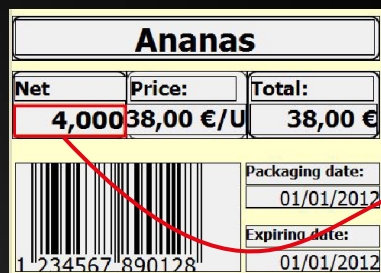 Ananas
Net Price: Total:
4,000 38,00 €/U 38,00 €
Packaging date:
01/01/2012
Expiring date:
01/01/2012
1 234567 890128